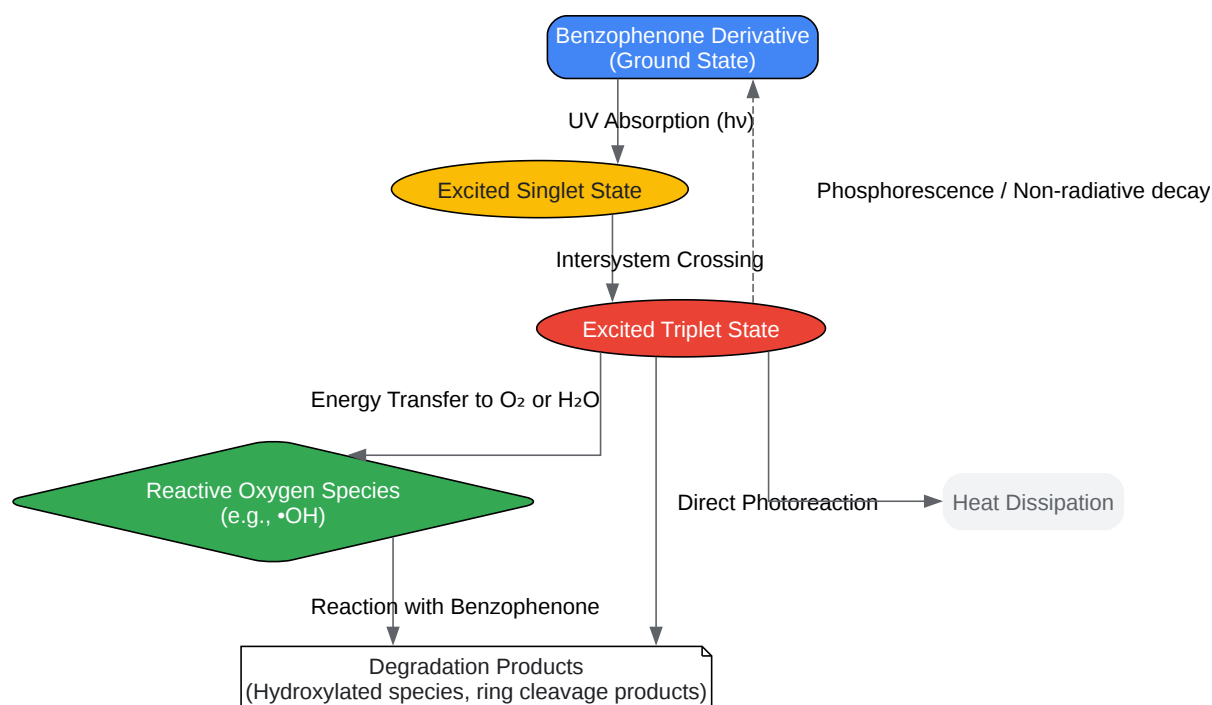 Benzophenone Derivative
(Ground State)
UV Absorption (hν)
Excited Singlet State
Phosphorescence / Non-radiative decay
Intersystem Crossing
Excited Triplet State
Energy Transfer to O₂ or H₂O
Reactive Oxygen Species
(e.g., •OH)
Direct Photoreaction
Heat Dissipation
Reaction with Benzophenone
Degradation Products
(Hydroxylated species, ring cleavage products)